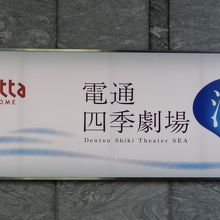 tta
OME
電通
四季劇場
Dentsu Shiki Theater SEA